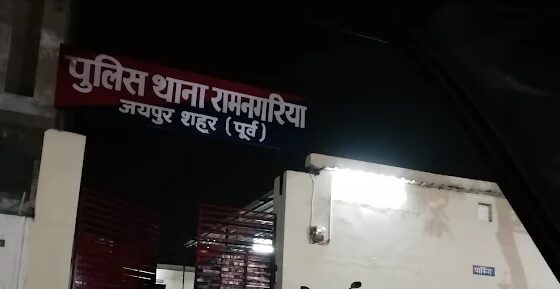 पुलिस थाना रामनगरिया
जयपुर शहर (पूर्व)
पार्किंग